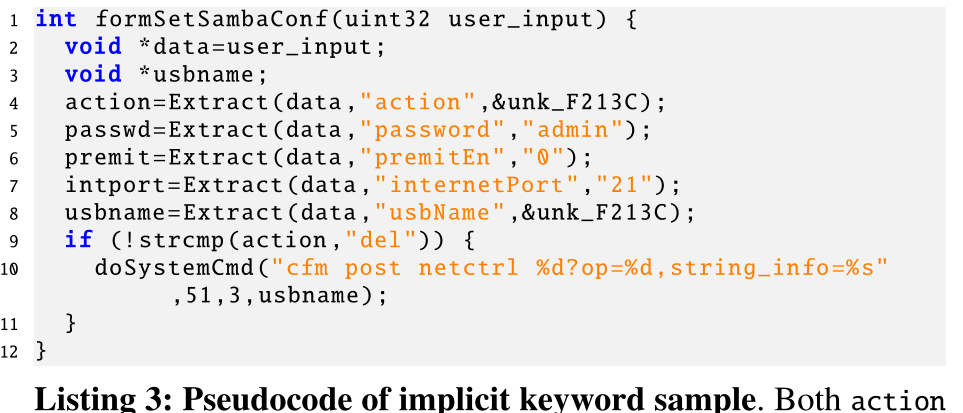 1 int formSetSambaConf(uint32 user_input) {
2 void *data=user_input;
3 void *usbname;
4 action=Extract(data,"action",&unk_F213C);
5 passwd=Extract(data,"password","admin");
6 premit=Extract(data,"premitEn","0");
7 intport=Extract(data,"internetPort","21");
8 usbname=Extract(data,"usbName",&unk_F213C);
9 if (!strcmp(action,"del")) {
10 doSystemCmd("cfm post netctrl %d?op=%d,string_info=%s"
,51,3,usbname);
11 }
12 }
Listing 3: Pseudocode of implicit keyword sample. Both action